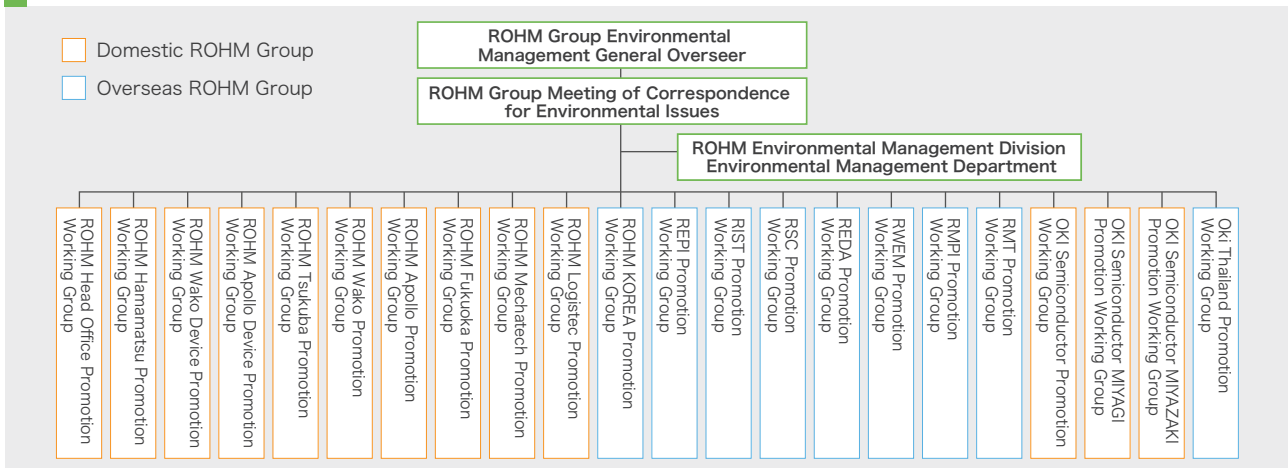 Domestic ROHM Group
Overseas ROHM Group
ROHM Group Environmental
Management General Overseer
ROHM Group Meeting of Correspondence
for Environmental Issues
ROHM Environmental Management Division
Environmental Management Department
ROHM Head Office Promotion
Working Group
ROHM Hamamatsu Promotion
Working Group
ROHM Wako Device Promotion
Working Group
ROHM Apollo Device Promotion
Working Group
ROHM Tsukuba Promotion
Working Group
ROHM Wako Promotion
Working Group
ROHM Apollo Promotion
Working Group
ROHM Fukuoka Promotion
Working Group
ROHM Mechatech Promotion
Working Group
ROHM Logistec Promotion
Working Group
ROHM KOREA Promotion
Working Group
REPI Promotion
Working Group
RIST Promotion
Working Group
RSC Promotion
Working Group
REDA Promotion
Working Group
RWEM Promotion
Working Group
RMPI Promotion
Working Group
RMT Promotion
Working Group
OKI Semiconductor Promotion
Working Group
OKI Semiconductor MIYAGI
Promotion Working Group
OKI Semiconductor MIYAZAKI
Promotion Working Group
Oki Thailand Promotion
Working Group